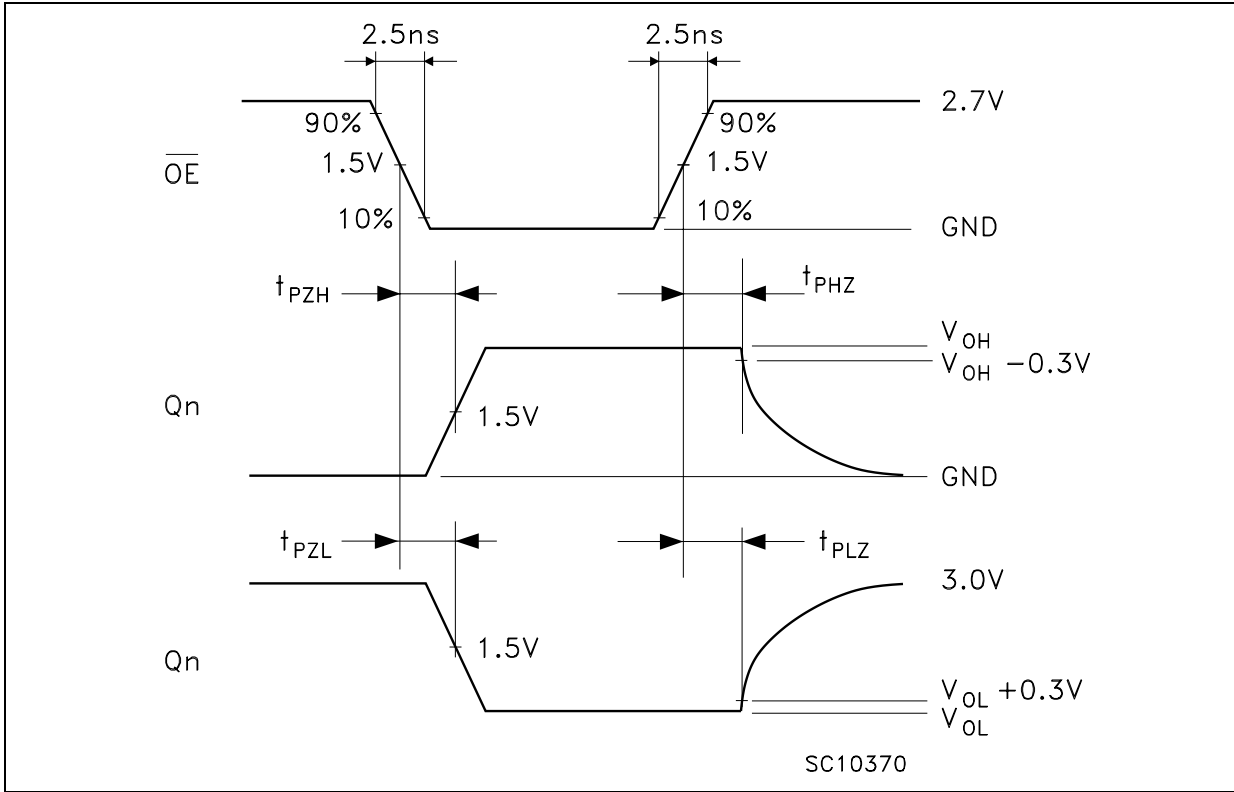 2.5ns 2.5ns
2.7V
90% 90%
OE 1.5V 1.5V
10% 10%
GND
tPZH tPHZ
VOH
VOH −0.3V
Qn 1.5V
GND
tPZL tPLZ
3.0V
Qn 1.5V
VOL +0.3V
VOL
SC10370